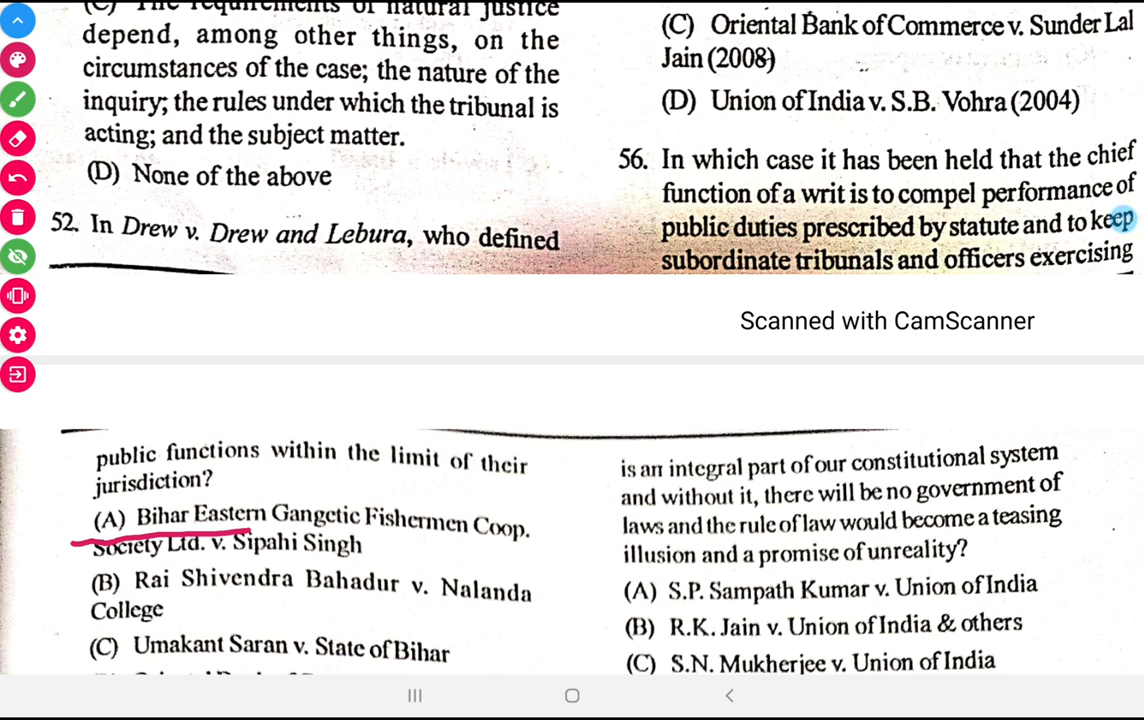 (C) The requirements of natural justice
depend, among other things, on the
circumstances of the case; the nature of the
inquiry; the rules under which the tribunal is
acting; and the subject matter.
(D) None of the above
52. In Drew v. Drew and Lebura, who defined
(C) Oriental Bank of Commerce v. Sunder Lal
Jain (2008)
(D) Union of India v. S.B. Vohra (2004)
56. In which case it has been held that the chief
function of a writ is to compel performance of
public duties prescribed by statute and to keep
subordinate tribunals and officers exercising
Scanned with CamScanner
public functions within the limit of their
jurisdiction?
(A) Bihar Eastern Gangetic Fishermen Coop.
Society Ltd. v. Sipahi Singh
(B) Rai Shivendra Bahadur v. Nalanda
College
(C) Umakant Saran v. State of Bihar
is an integral part of our constitutional system
and without it, there will be no government of
laws and the rule of law would become a teasing
illusion and a promise of unreality?
(A) S.P. Sampath Kumar v. Union of India
(B) R.K. Jain v. Union of India & others
(C) S.N. Mukherjee v. Union of India